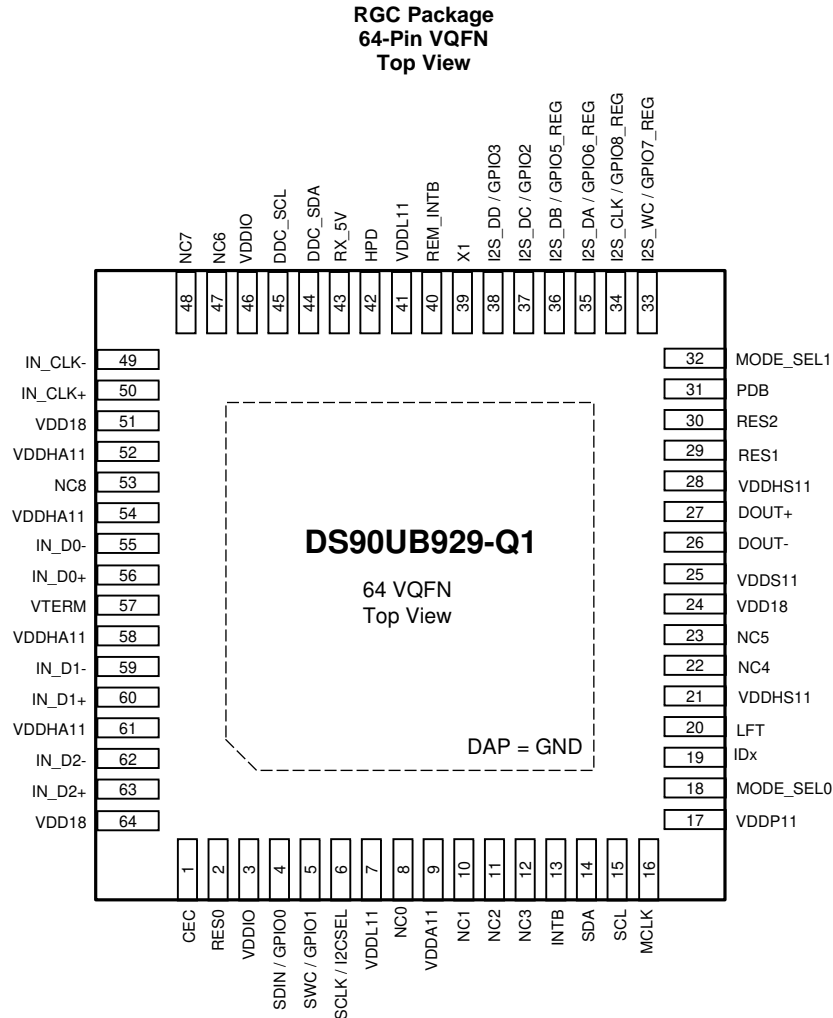 RGC Package
64-Pin VQFN
Top View
NC7
NC6
VDDIO
DDC_SCL
DDC_SDA
RX_5V
HPD
VDDL11
REM_INTB
X1
I2S_DD / GPIO3
I2S_DC / GPIO2
I2S_DB / GPIO5_REG
I2S_DA / GPIO6_REG
I2S_CLK / GPIO8_REG
I2S_WC / GPIO7_REG
48
47
46
45
44
43
42
41
40
39
38
37
36
35
34
33
IN_CLK- 49
IN_CLK+ 50
VDD18 51
VDDHA11 52
NC8 53
VDDHA11 54
IN_D0- 55
IN_D0+ 56
VTERM 57
VDDHA11 58
IN_D1- 59
IN_D1+ 60
VDDHA11 61
IN_D2- 62
IN_D2+ 63
VDD18 64
DS90UB929-Q1
64 VQFN
Top View
DAP = GND
32 MODE_SEL1
31 PDB
30 RES2
29 RES1
28 VDDHS11
27 DOUT+
26 DOUT-
25 VDDS11
24 VDD18
23 NC5
22 NC4
21 VDDHS11
20 LFT
19 IDx
18 MODE_SEL0
17 VDDP11
1
2
3
4
5
6
7
8
9
10
11
12
13
14
15
16
CEC
RES0
VDDIO
SDIN / GPIO0
SWC / GPIO1
SCLK / I2CSEL
VDDL11
NC0
VDDA11
NC1
NC2
NC3
INTB
SDA
SCL
MCLK